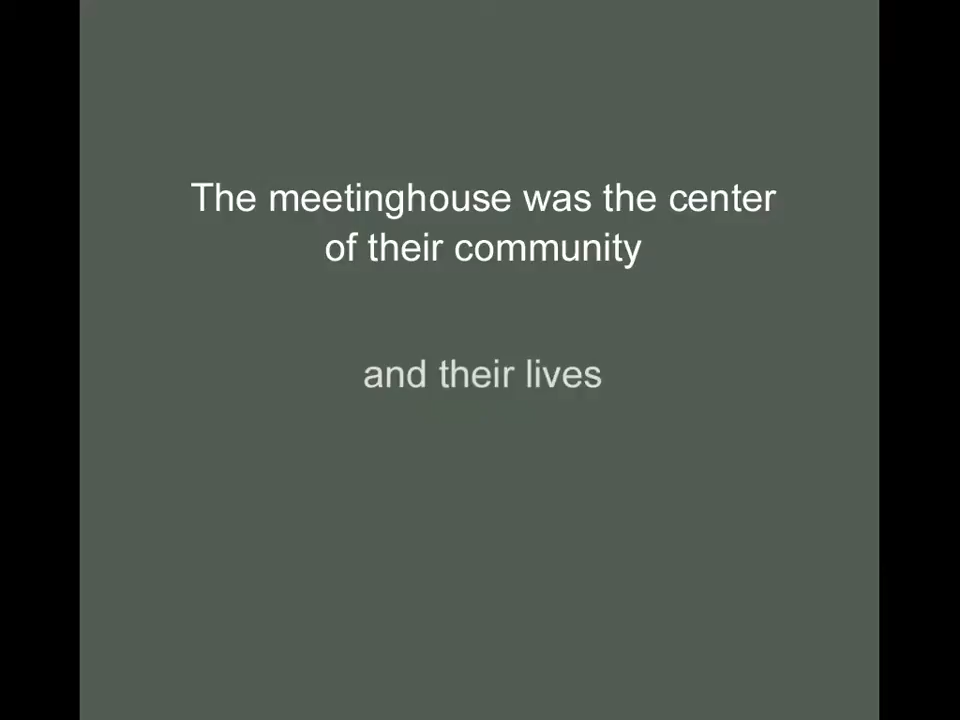 The meetinghouse was the center
of their community
and their lives